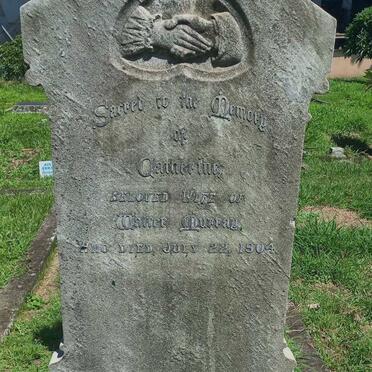 Sacred to the Memory
of
Catherine,
BELOVED WIFE OF
Walter Murray,
WHO DIED, JULY 22, 1904.